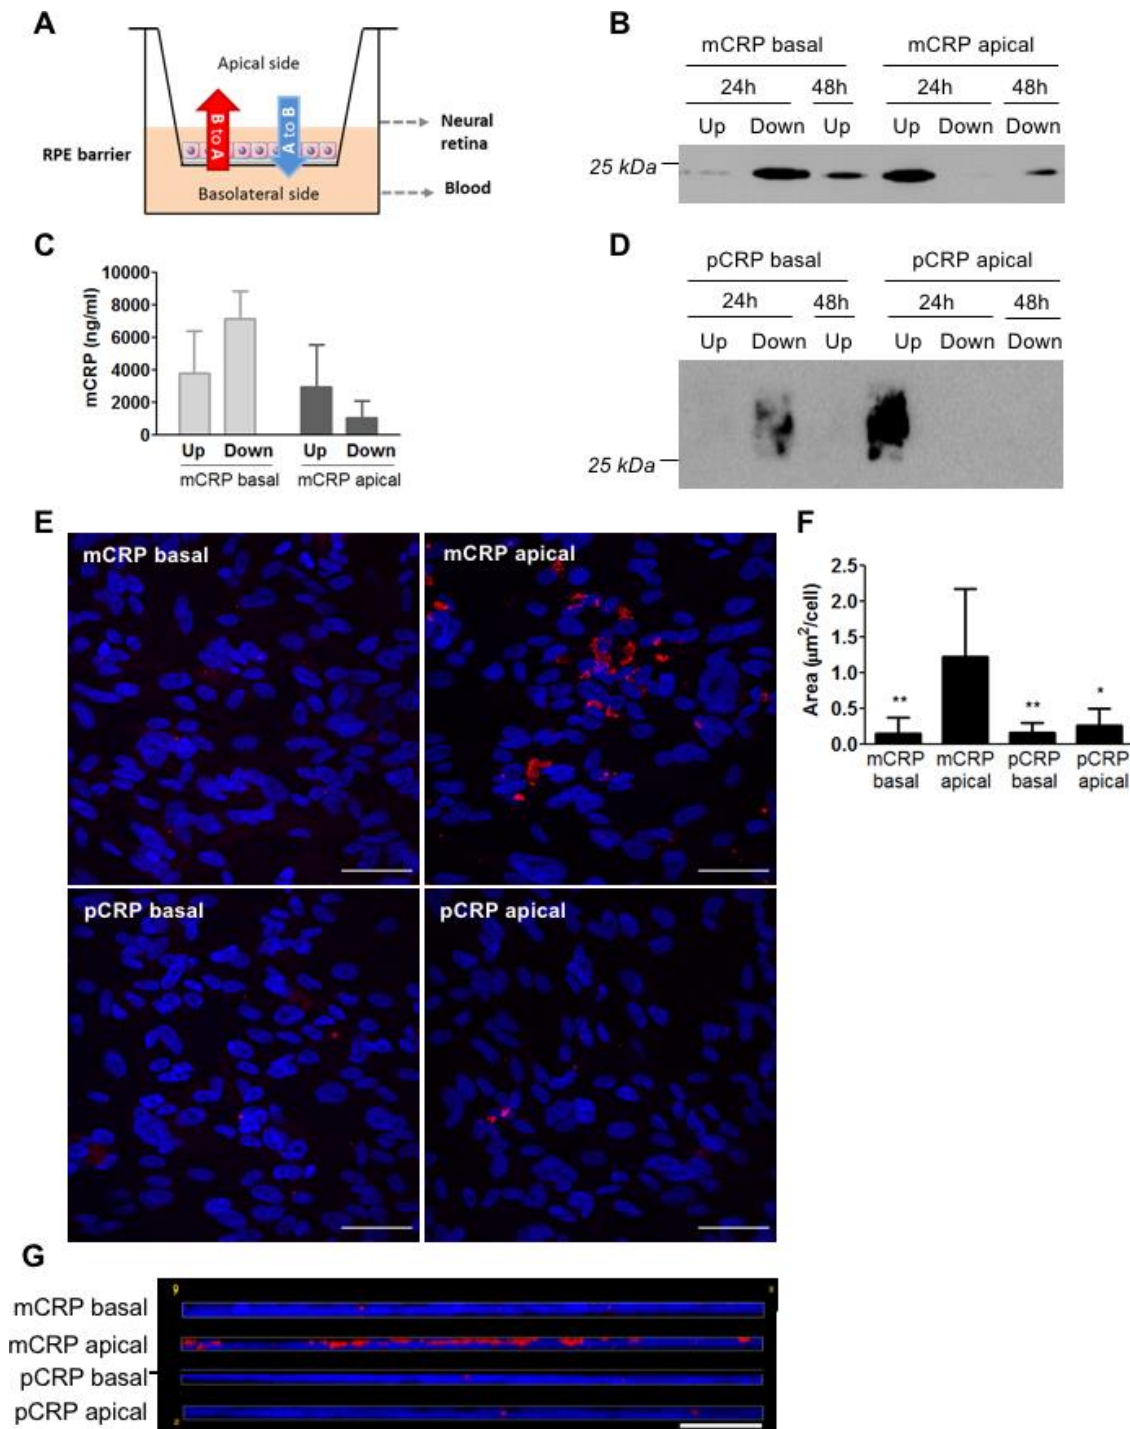 A
Apical side
B to A
A to B
RPE barrier
Basolateral side
Neural
retina
Blood
B
mCRP basal
mCRP apical
24h
48h
24h
48h
Up
Down
Up
Up
Down
Down
25 kDa
C
mCRP (ng/ml)
10000
8000
6000
4000
2000
0
Up
Down
Up
Down
mCRP basal
mCRP apical
D
pCRP basal
pCRP apical
24h
48h
24h
48h
Up
Down
Up
Up
Down
Down
25 kDa
E
mCRP basal
mCRP apical
pCRP basal
pCRP apical
F
Area (μm²/cell)
2.5
2.0
1.5
1.0
0.5
0.0
**
**
*
mCRP
basal
mCRP
apical
pCRP
basal
pCRP
apical
G
mCRP basal
mCRP apical
pCRP basal
pCRP apical